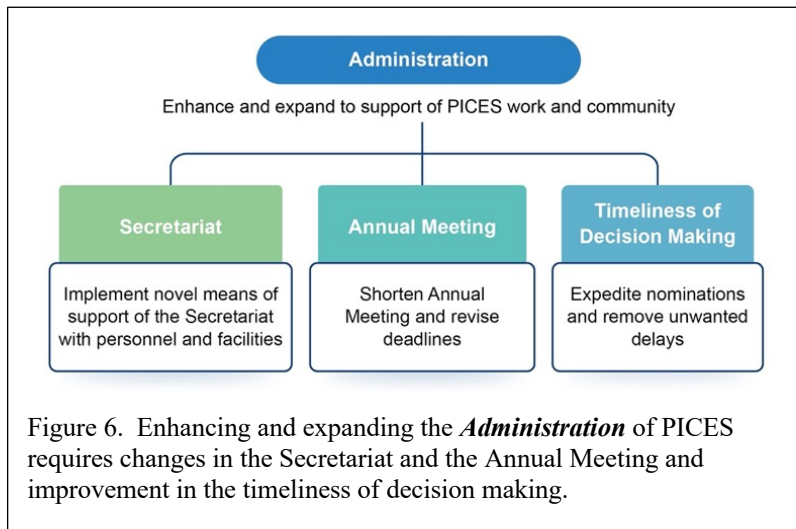 Administration
Enhance and expand to support of PICES work and community
Secretariat
Implement novel means of
support of the Secretariat
with personnel and facilities
Annual Meeting
Shorten Annual
Meeting and revise
deadlines
Timeliness of
Decision Making
Expedite nominations
and remove unwanted
delays
Figure 6.  Enhancing and expanding the Administration of PICES
requires changes in the Secretariat and the Annual Meeting and
improvement in the timeliness of decision making.